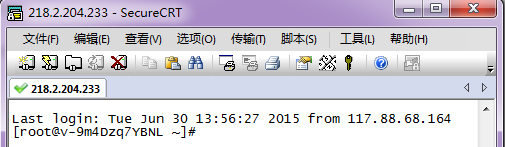 218.2.204.233 - SecureCRT
文件(F) 编辑(E) 查看(V) 选项(O) 传输(T) 脚本(S) 工具(L) 帮助(H)
218.2.204.233
Last login: Tue Jun 30 13:56:27 2015 from 117.88.68.164
[root@v-9m4Dzq7YBNL ~]#